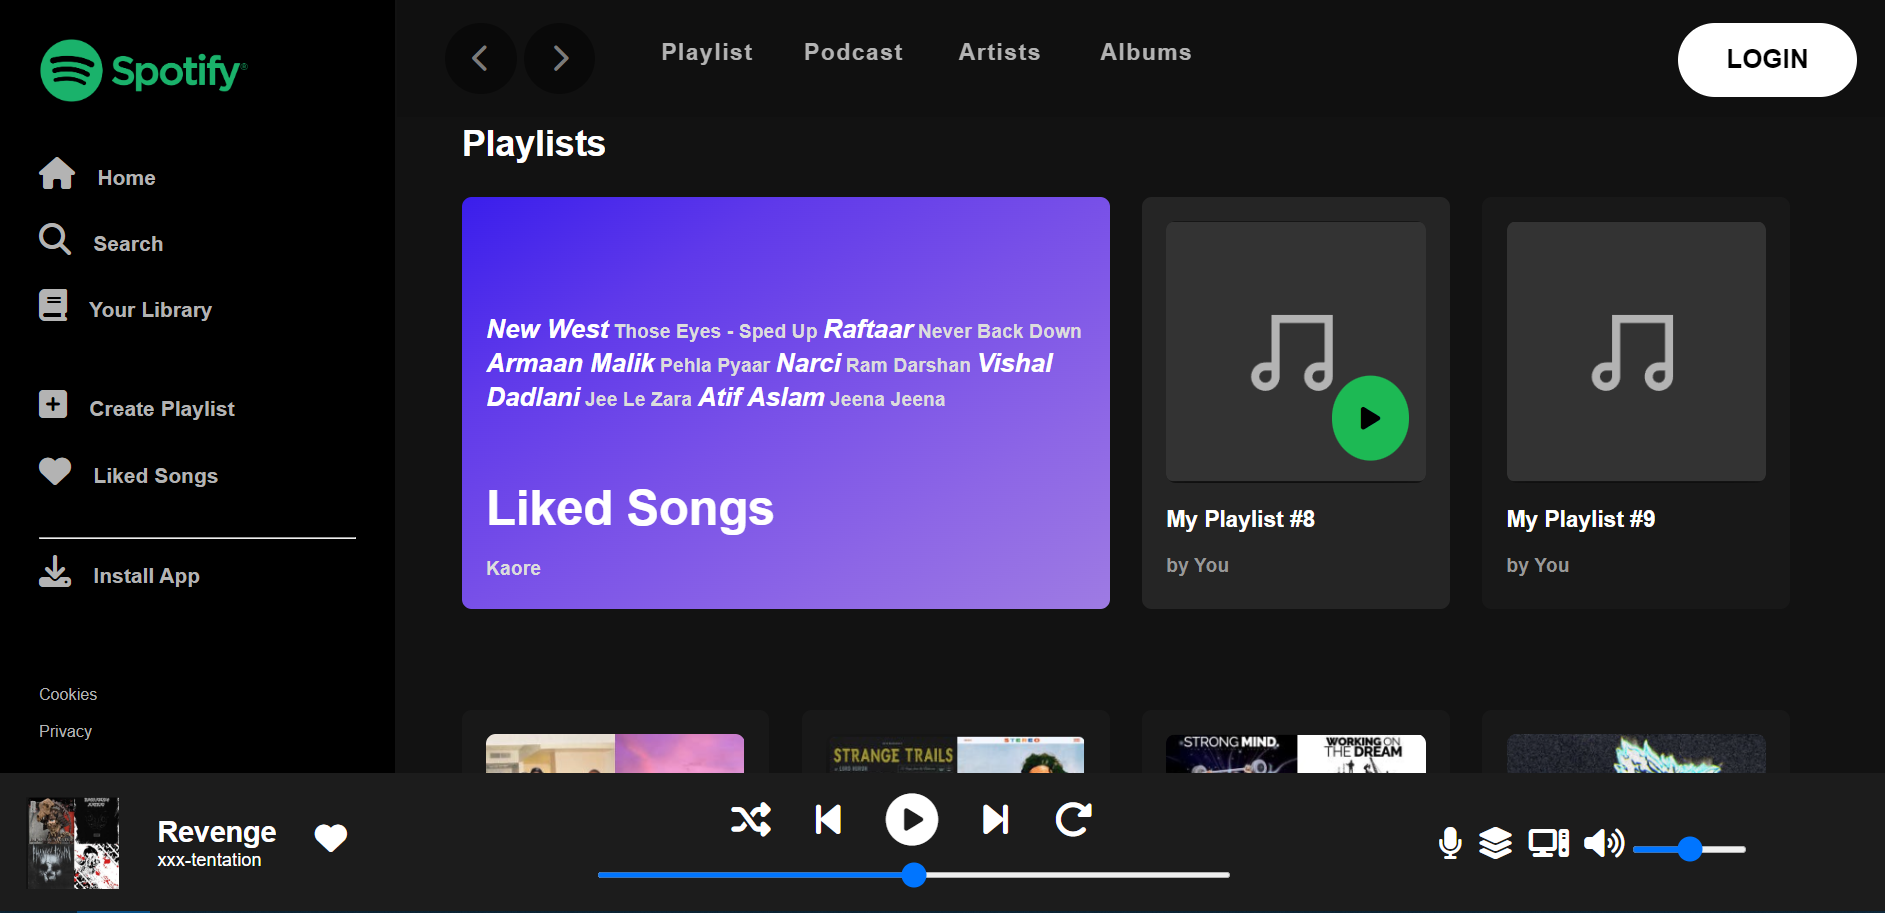 Spotify
Home
Search
Your Library
Create Playlist
Liked Songs
Install App
Cookies
Privacy
Playlist
Podcast
Artists
Albums
LOGIN
Playlists
New West Those Eyes - Sped Up Raftaar Never Back Down
Armaan Malik Pehla Pyaar Narci Ram Darshan Vishal
Dadlani Jee Le Zara Atif Aslam Jeena Jeena
Liked Songs
Kaore
My Playlist #8
by You
My Playlist #9
by You
STRANGE TRAILS
STRONG MIND.
WORKING ON
THE DREAM
Revenge
xxx-tentation